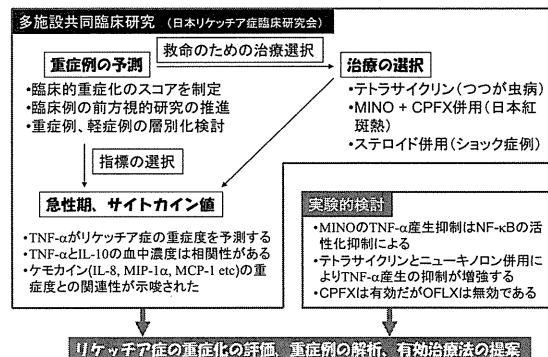 多施設共同臨床研究 (日本リケッチア症臨床研究会)
救命のための治療選択
重症例の予測
・臨床的重症化のスコアを制定
・臨床例の前方視的研究の推進
・重症例、軽症例の層別化検討
治療の選択
・テトラサイクリン(つつが虫病)
・MINO + CPFX併用(日本紅
斑熱)
・ステロイド併用(ショック症例)
指標の選択
急性期、サイトカイン値
・TNF-αがリケッチア症の重症度を予測する
・TNF-αとIL-10の血中濃度は相関性がある
・ケモカイン(IL-8, MIP-1α, MCP-1 etc)の重
症度との関連性が示唆された
実験的検討
・MINOのTNF-α産生抑制はNF-κBの活
性化抑制による
・テトラサイクリンとニューキノロン併用に
よりTNF-α産生の抑制が増強する
・CPFXは有効だがOFLXは無効である
リケッチア症の重症化の評価、重症例の解析、有効治療法の提案